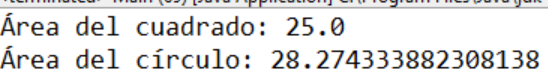 Área del cuadrado: 25.0
Área del círculo: 28.274333882308138